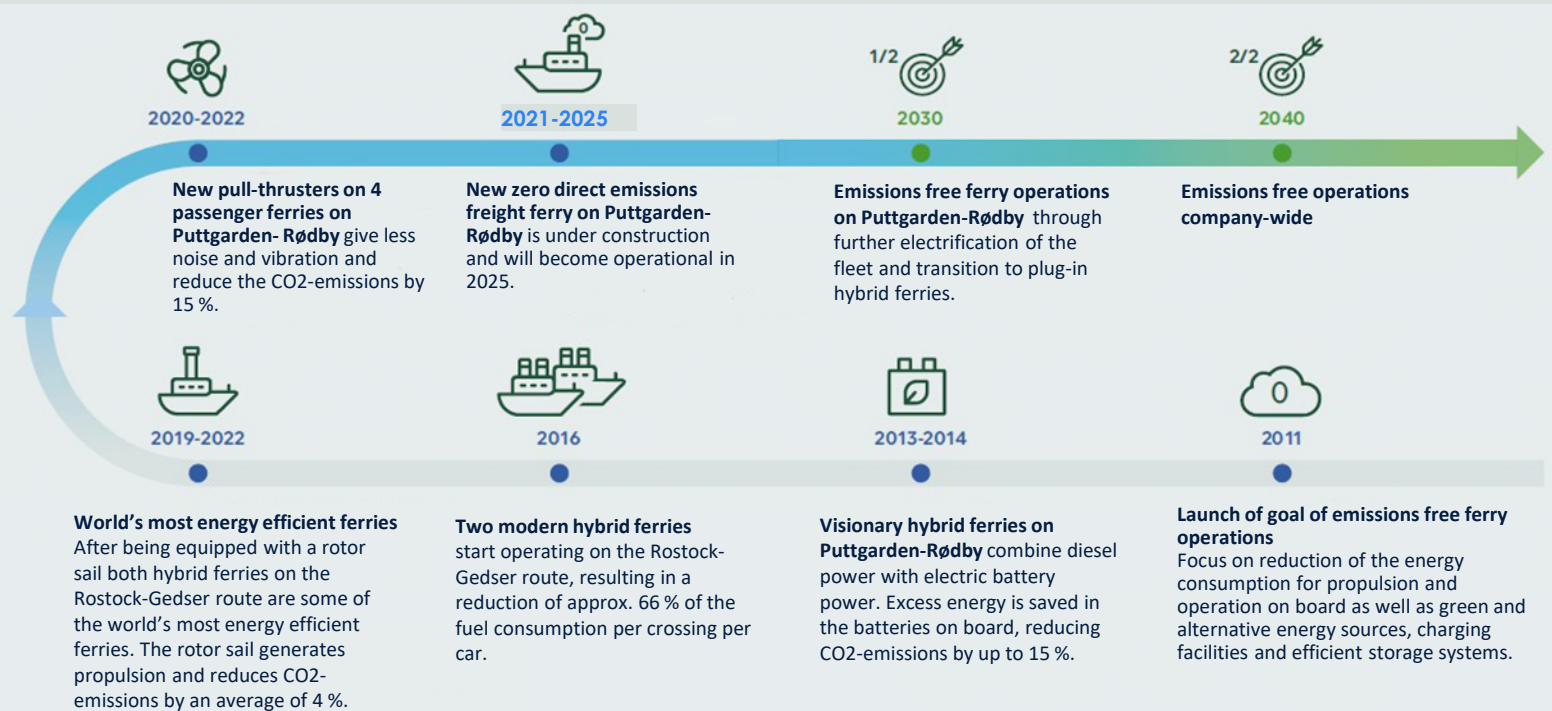 1/2
2/2
0
2020-2022
2021-2025
2030
2040
New pull-thrusters on 4
passenger ferries on
Puttgarden- Rødby give less
noise and vibration and
reduce the CO2-emissions by
15 %.
New zero direct emissions
freight ferry on Puttgarden-
Rødby is under construction
and will become operational in
2025.
Emissions free ferry operations
on Puttgarden-Rødby through
further electrification of the
fleet and transition to plug-in
hybrid ferries.
Emissions free operations
company-wide
0
2019-2022
2016
2013-2014
2011
World’s most energy efficient ferries
After being equipped with a rotor
sail both hybrid ferries on the
Rostock-Gedser route are some of
the world’s most energy efficient
ferries. The rotor sail generates
propulsion and reduces CO2-
emissions by an average of 4 %.
Two modern hybrid ferries
start operating on the Rostock-
Gedser route, resulting in a
reduction of approx. 66 % of the
fuel consumption per crossing per
car.
Visionary hybrid ferries on
Puttgarden-Rødby combine diesel
power with electric battery
power. Excess energy is saved in
the batteries on board, reducing
CO2-emissions by up to 15 %.
Launch of goal of emissions free ferry
operations
Focus on reduction of the energy
consumption for propulsion and
operation on board as well as green and
alternative energy sources, charging
facilities and efficient storage systems.